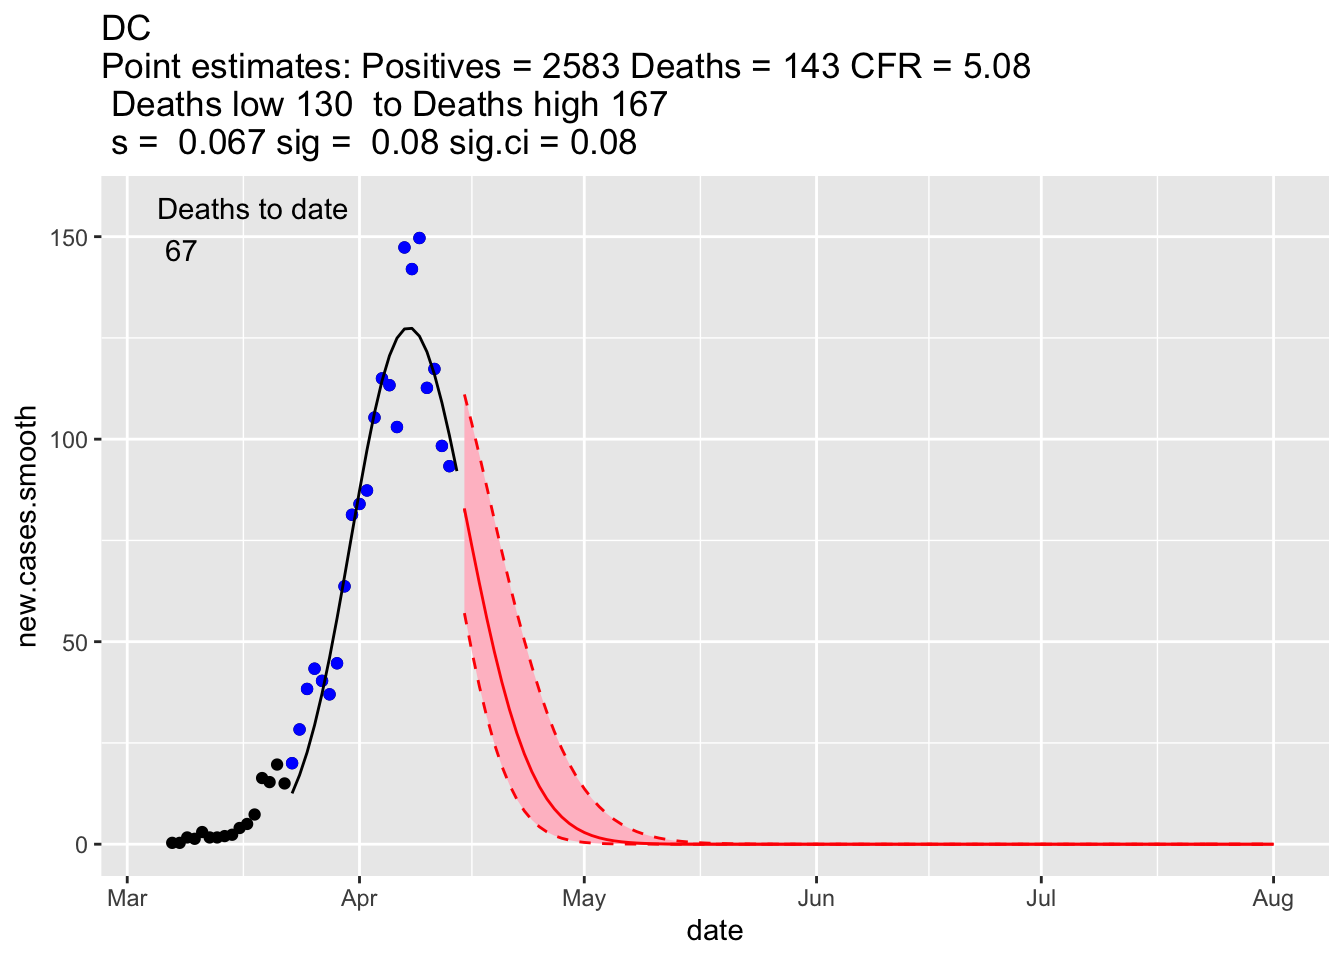 DC
Point estimates: Positives = 2583 Deaths = 143 CFR = 5.08
Deaths low 130  to Deaths high 167
s =  0.067 sig =  0.08 sig.ci = 0.08
Deaths to date
67
150
100
50
0
new.cases.smooth
Mar
Apr
May
Jun
Jul
Aug
date